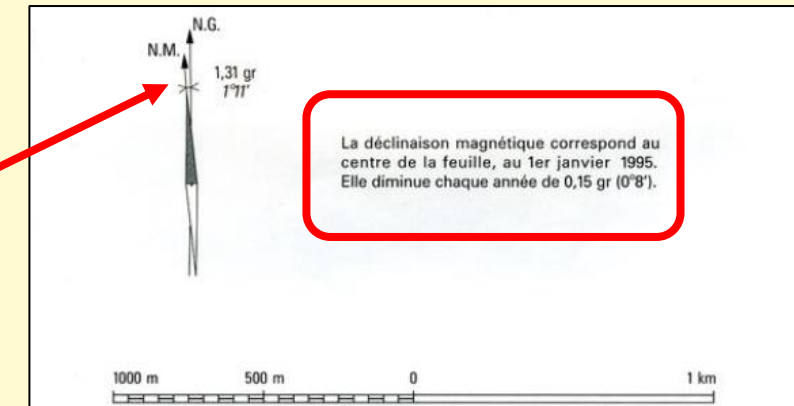 N.G.
N.M.
1,31 gr
1°11'
La déclinaison magnétique correspond au
centre de la feuille, au 1er janvier 1995.
Elle diminue chaque année de 0,15 gr (0°8').
1000 m 500 m 0 1 km